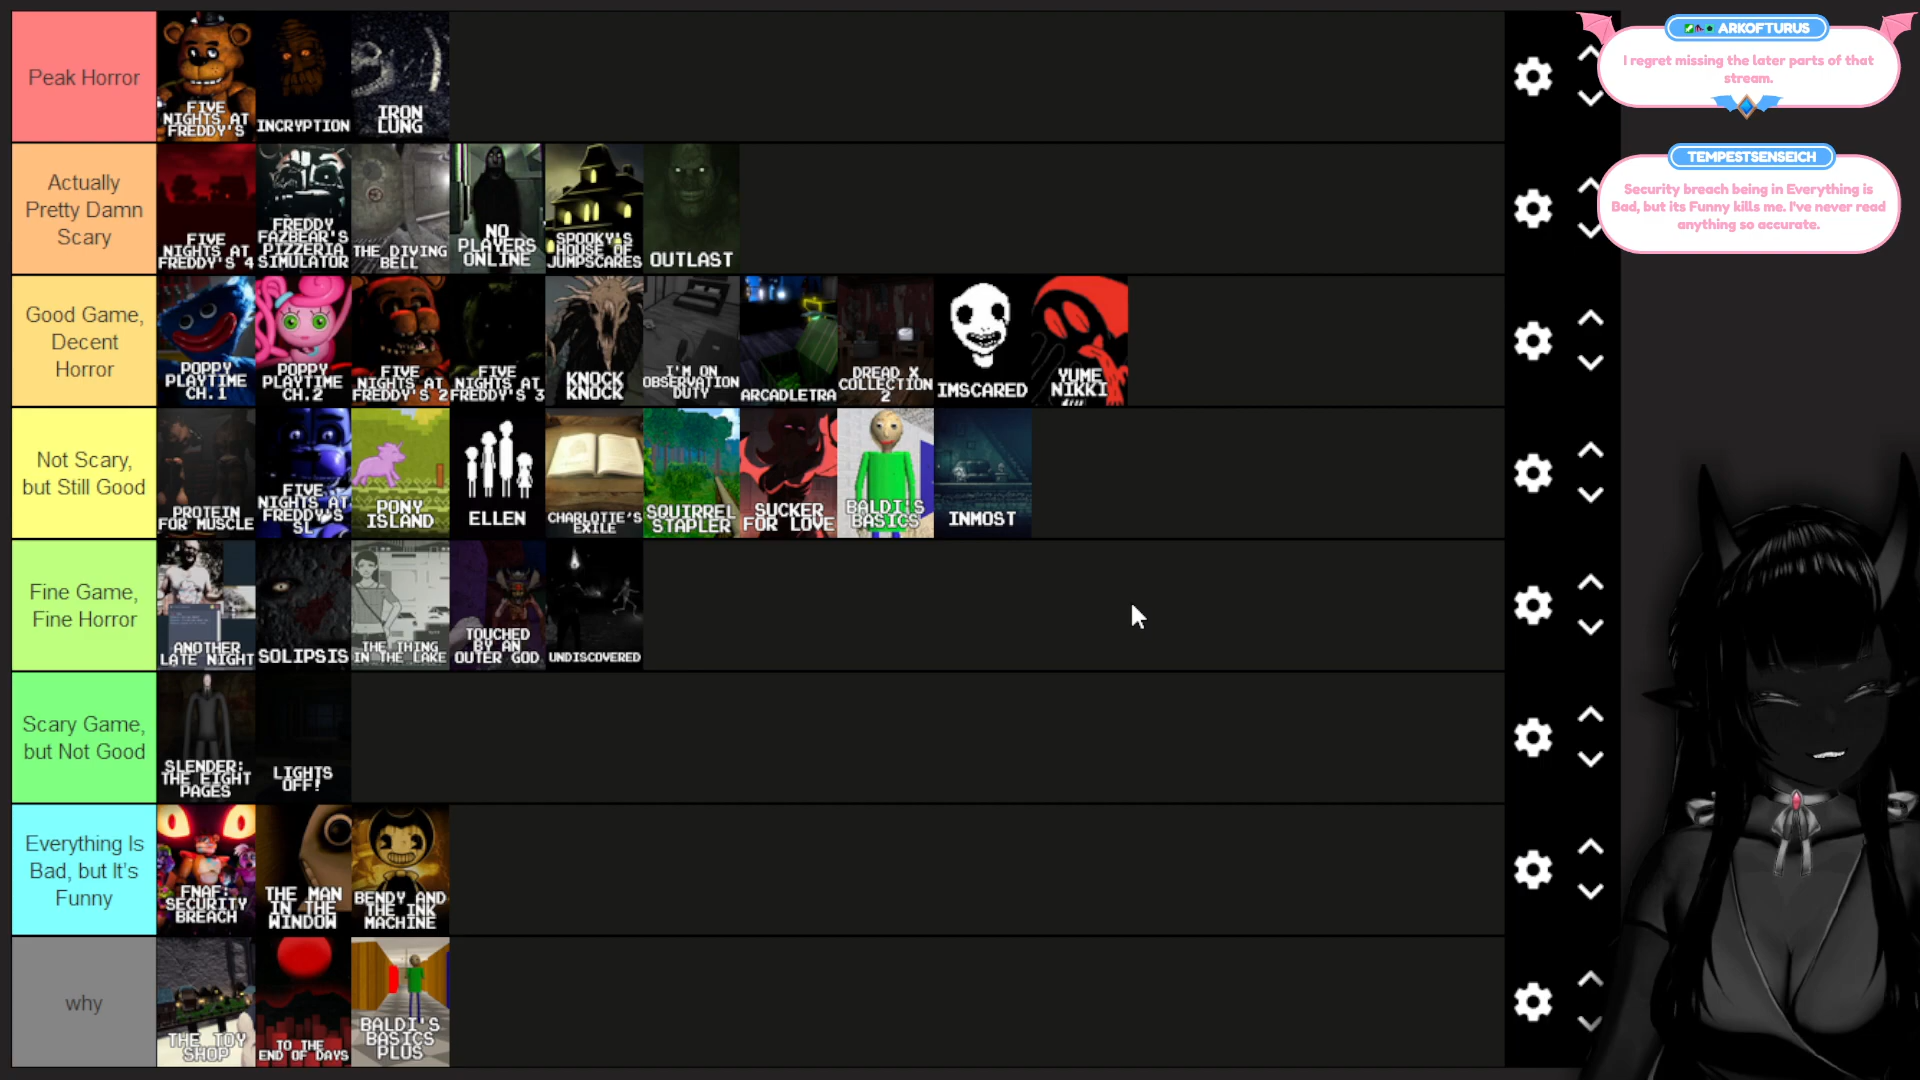 Peak Horror
FIVE
NIGHTS AT
FREDDY'S
INCRYPTION
IRON
LUNG
Actually
Pretty Damn
Scary
FIVE
NIGHTS AT
FREDDY'S 4
FREDDY
FAZBEAR'S
PIZZERIA
SIMULATOR
THE DIVING
BELL
NO
PLAYERS
ONLINE
SPOOKY'S
HOUSE OF
JUMPSCARES
OUTLAST
Good Game,
Decent
Horror
POPPY
PLAYTIME
CH.1
POPPY
PLAYTIME
CH.2
FIVE
NIGHTS AT
FREDDY'S 2
FIVE
NIGHTS AT
FREDDY'S 3
KNOCK
KNOCK
I'M ON
OBSERVATION
DUTY
ARCADLETRA
DREAD X
COLLECTION
2
IMSCARED
YUME
NIKKI
Not Scary,
but Still Good
PROTEIN
FOR MUSCLE
FIVE
NIGHTS AT
FREDDY'S
SL
PONY
ISLAND
ELLEN
CHARLOTTE'S
EXILE
SQUIRREL
STAPLER
SUCKER
FOR LOVE
BALDI'S
BASICS
INMOST
Fine Game,
Fine Horror
ANOTHER
LATE NIGHT
SOLIPSIS
THE THING
IN THE LAKE
TOUCHED
BY AN
OUTER GOD
UNDISCOVERED
Scary Game,
but Not Good
SLENDER:
THE EIGHT
PAGES
LIGHTS
OFF!
Everything Is
Bad, but It's
Funny
FNAF:
SECURITY
BREACH
THE MAN
IN THE
WINDOW
BENDY AND
THE INK
MACHINE
why
THE TOY
SHOP
TO THE
END OF DAYS
BALDI'S
BASICS
PLUS
ARKOFTURUS
I regret missing the later parts of that
stream.
TEMPESTSENSEICH
Security breach being in Everything is
Bad, but its Funny kills me. I've never read
anything so accurate.